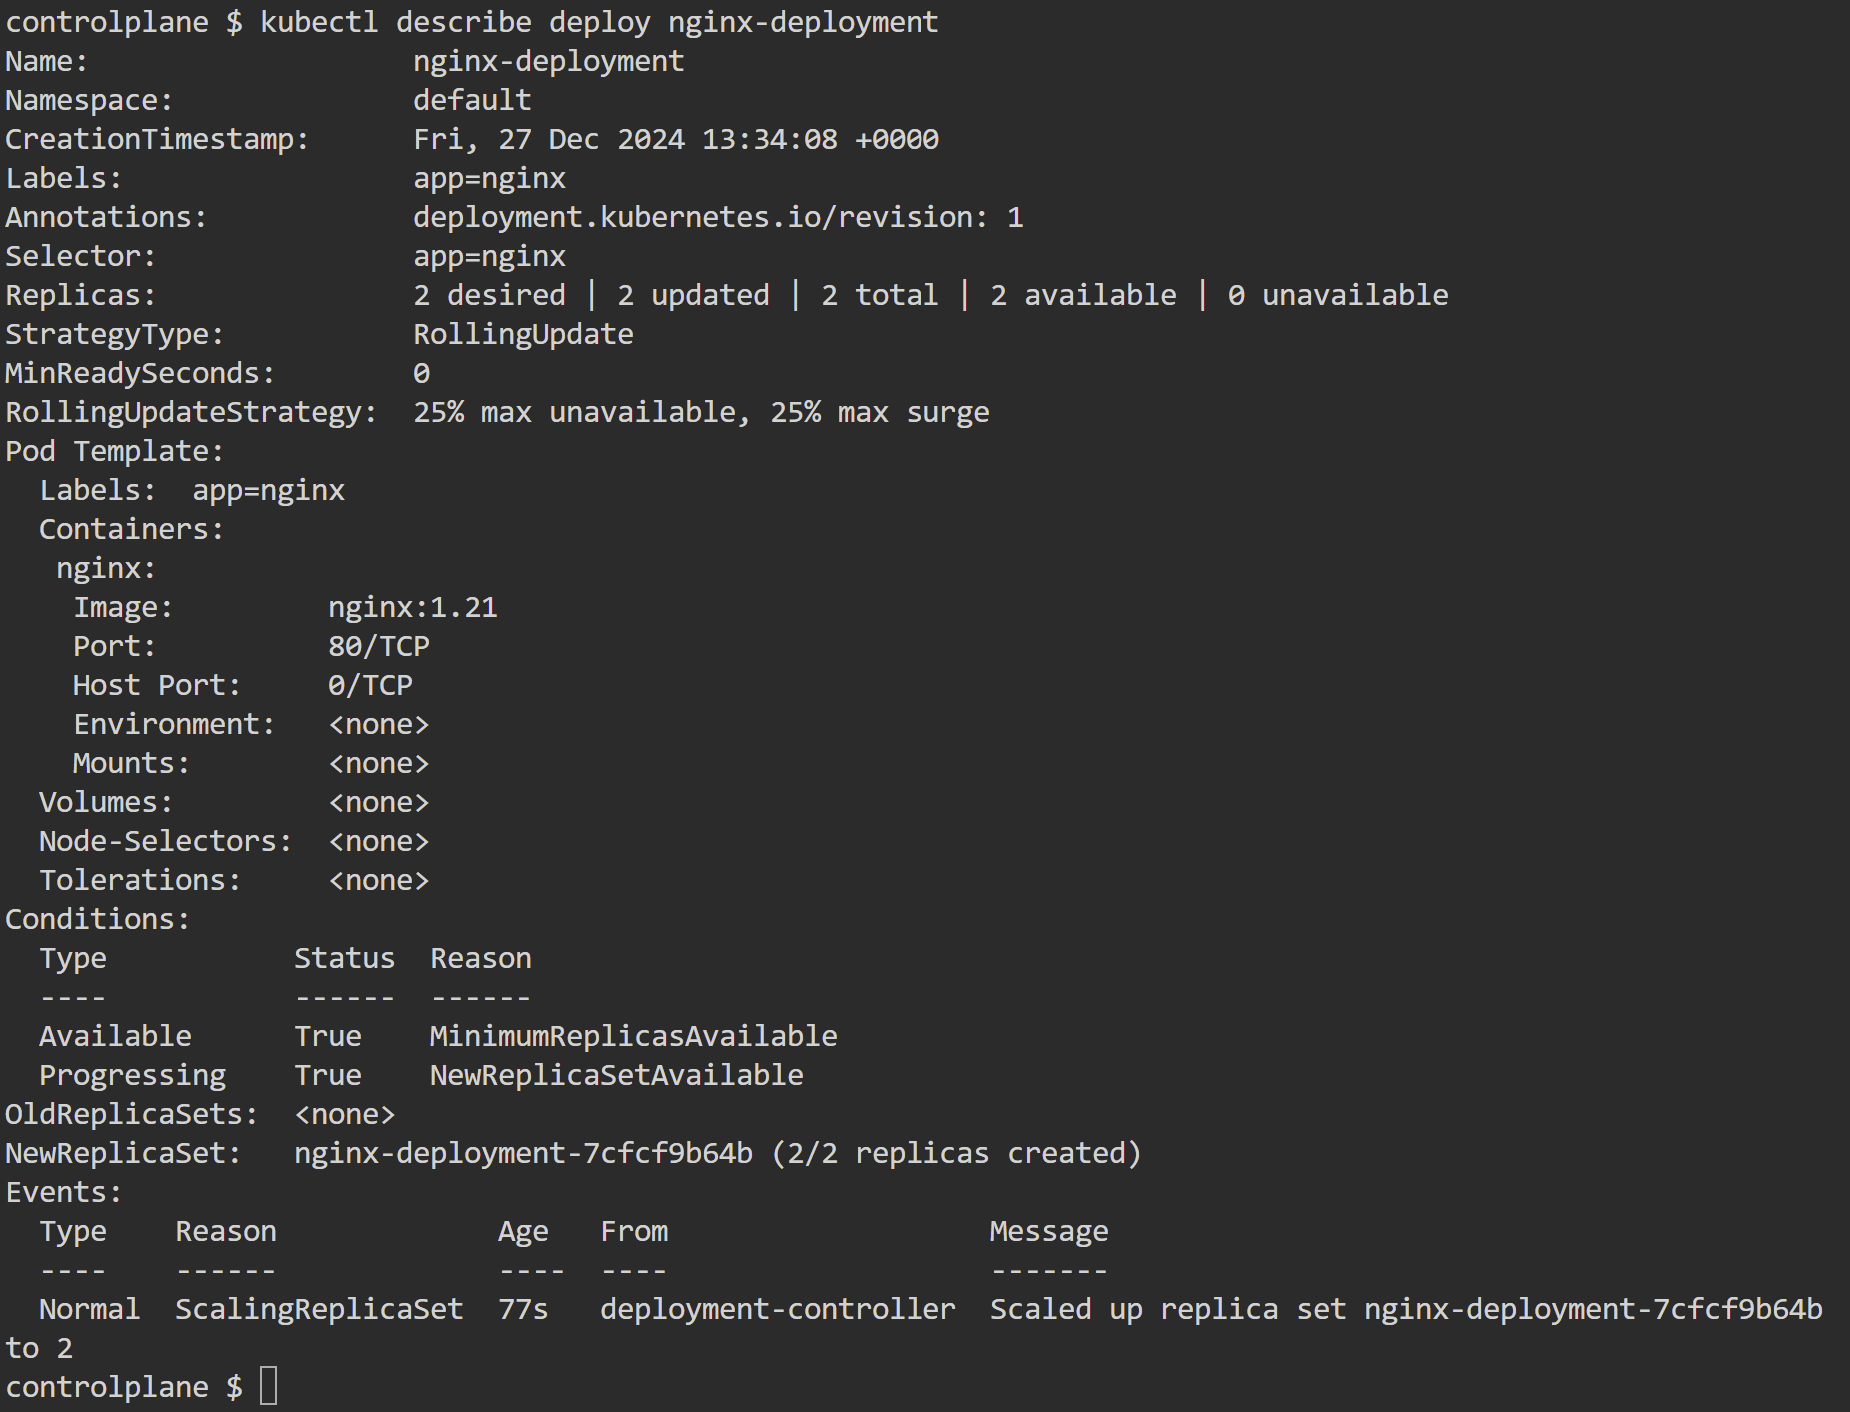 controlplane $ kubectl describe deploy nginx-deployment
Name:                   nginx-deployment
Namespace:              default
CreationTimestamp:      Fri, 27 Dec 2024 13:34:08 +0000
Labels:                 app=nginx
Annotations:            deployment.kubernetes.io/revision: 1
Selector:               app=nginx
Replicas:               2 desired | 2 updated | 2 total | 2 available | 0 unavailable
StrategyType:           RollingUpdate
MinReadySeconds:        0
RollingUpdateStrategy:  25% max unavailable, 25% max surge
Pod Template:
  Labels:  app=nginx
  Containers:
   nginx:
    Image:         nginx:1.21
    Port:          80/TCP
    Host Port:     0/TCP
    Environment:   <none>
    Mounts:        <none>
  Volumes:         <none>
  Node-Selectors:  <none>
  Tolerations:     <none>
Conditions:
  Type           Status  Reason
  ----           ------  ------
  Available      True    MinimumReplicasAvailable
  Progressing    True    NewReplicaSetAvailable
OldReplicaSets:  <none>
NewReplicaSet:   nginx-deployment-7cfcf9b64b (2/2 replicas created)
Events:
  Type    Reason             Age   From                   Message
  ----    ------             ----  ----                   -------
  Normal  ScalingReplicaSet  77s   deployment-controller  Scaled up replica set nginx-deployment-7cfcf9b64b
to 2
controlplane $